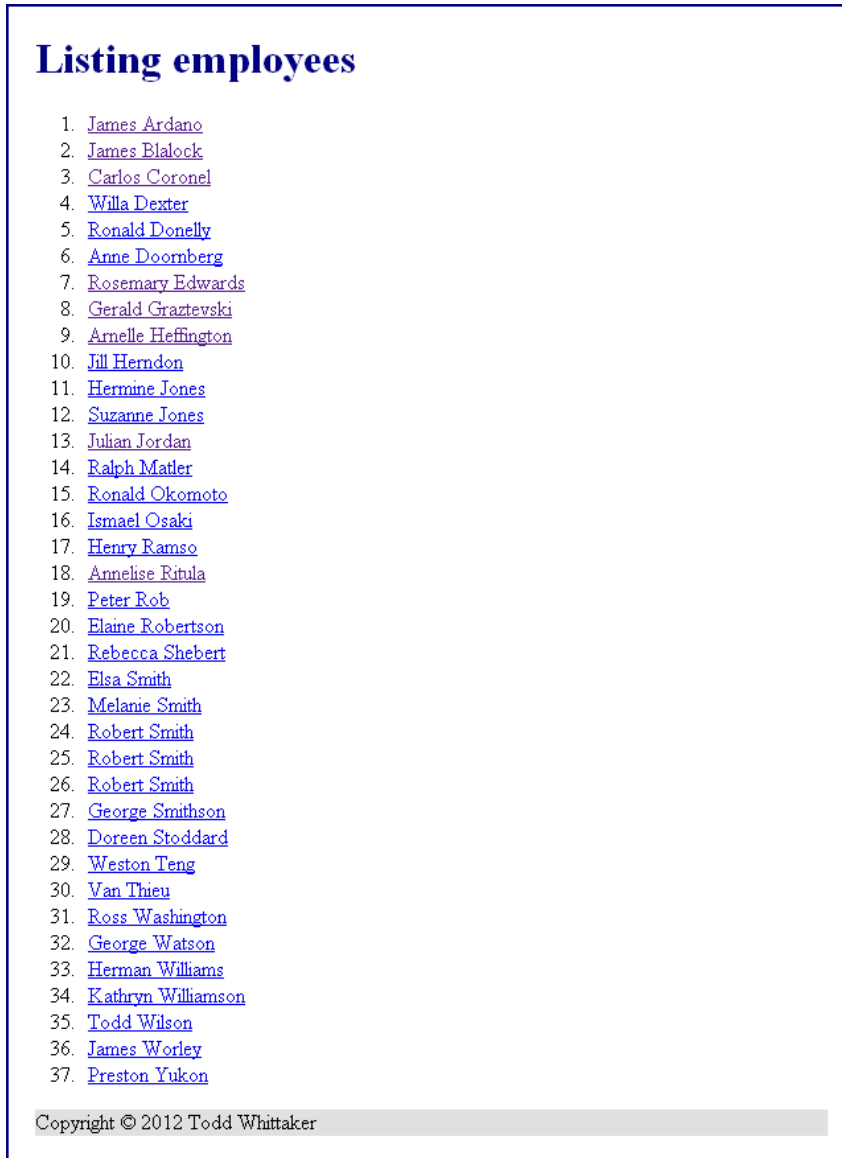 Listing employees
1. James Ardano
2. James Blalock
3. Carlos Coronel
4. Willa Dexter
5. Ronald Donelly
6. Anne Doornberg
7. Rosemary Edwards
8. Gerald Graztevski
9. Arnelle Heffington
10. Jill Herndon
11. Hermine Jones
12. Suzanne Jones
13. Julian Jordan
14. Ralph Matler
15. Ronald Okomoto
16. Ismael Osaki
17. Henry Ramso
18. Annelise Ritula
19. Peter Rob
20. Elaine Robertson
21. Rebecca Shebert
22. Elsa Smith
23. Melanie Smith
24. Robert Smith
25. Robert Smith
26. Robert Smith
27. George Smithson
28. Doreen Stoddard
29. Weston Teng
30. Van Thieu
31. Ross Washington
32. George Watson
33. Herman Williams
34. Kathryn Williamson
35. Todd Wilson
36. James Worley
37. Preston Yukon
Copyright © 2012 Todd Whittaker